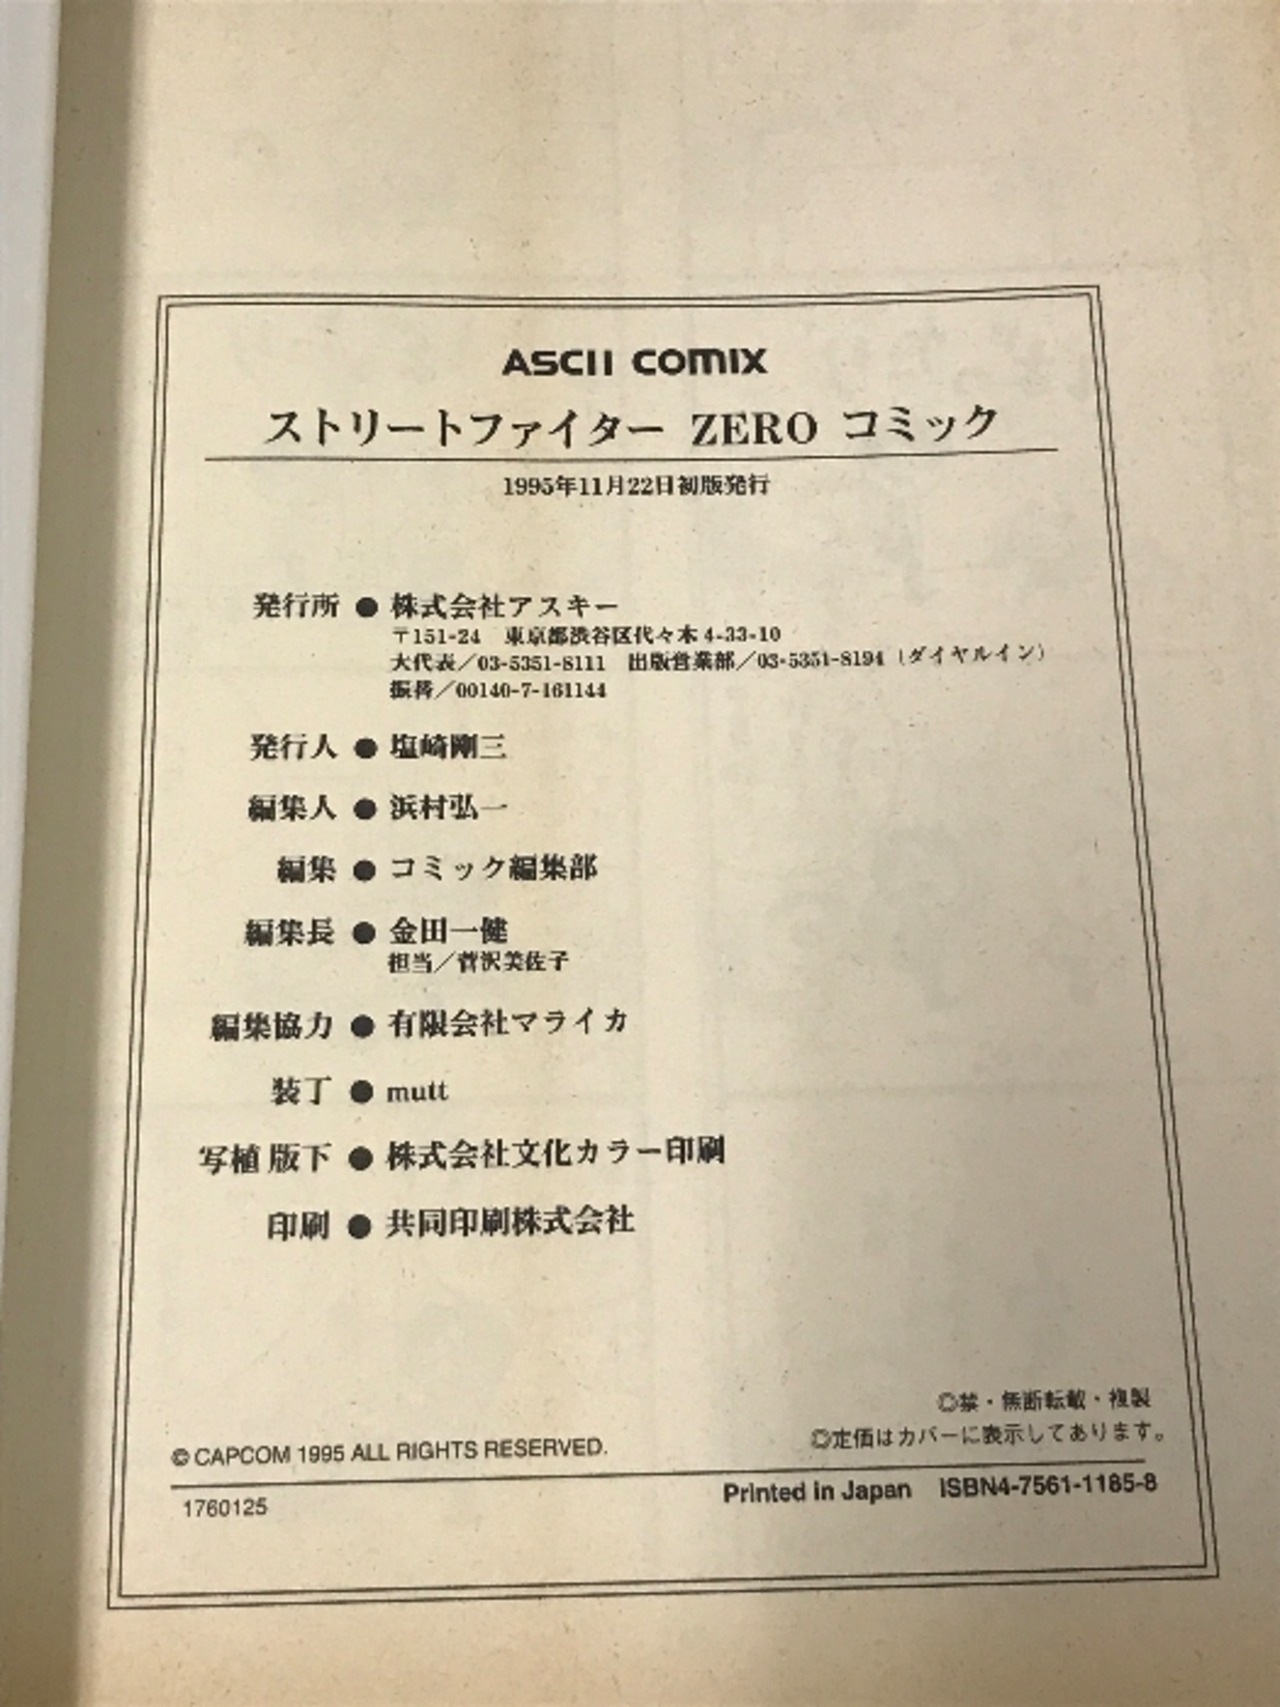 ASCII COMIX
ストリートファイター ZERO コミック
1995年11月22日初版発行
発行所 ● 株式会社アスキー
〒151-24 東京都渋谷区代々木4-33-10
大代表／03-5351-8111 出版営業部／03-5351-8194（ダイヤルイン）
振替／00140-7-161144
発行人 ● 塩崎剛三
編集人 ● 浜村弘一
編集 ● コミック編集部
編集長 ● 金田一健
担当／菅沢美佐子
編集協力 ● 有限会社マライカ
装丁 ● mutt
写植 版下 ● 株式会社文化カラー印刷
印刷 ● 共同印刷株式会社
◎禁・無断転載・複製
◎定価はカバーに表示してあります。
© CAPCOM 1995 ALL RIGHTS RESERVED.
1760125
Printed in Japan ISBN4-7561-1185-8